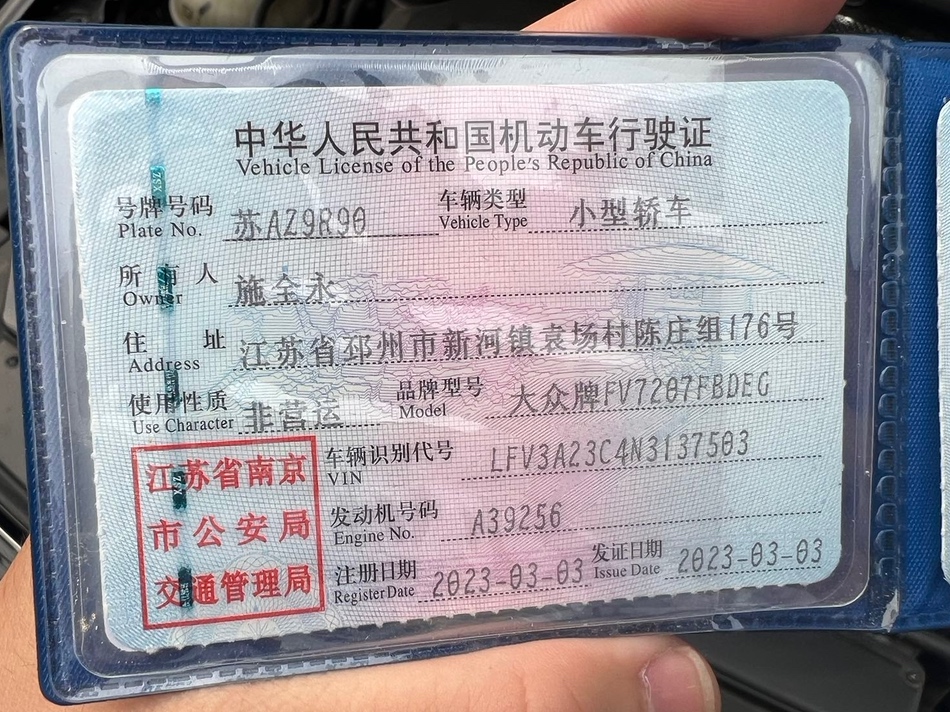 中华人民共和国机动车行驶证
Vehicle License of the People's Republic of China
号牌号码 苏AZ9R90 车辆类型 小型轿车
Plate No. Vehicle Type
所有人 施全永
Owner
住址 江苏省邳州市新河镇袁场村陈庄组176号
Address
使用性质 非营运 品牌型号 大众牌FV7207FBDEG
Use Character Model
江苏省南京
市公安局
交通管理局
车辆识别代号 LFV3A23C4N3137503
VIN
发动机号码 A39256
Engine No.
注册日期 2023-03-03 发证日期 2023-03-03
Register Date Issue Date